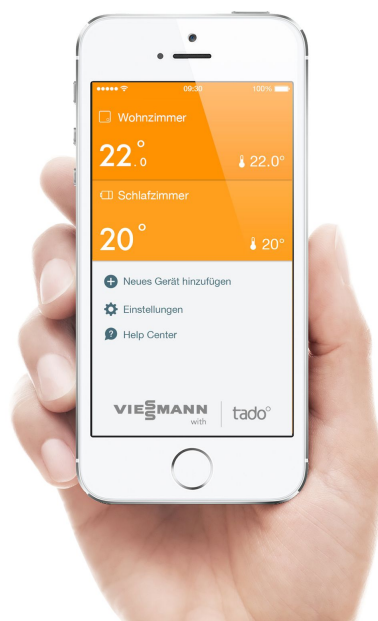 09:30 100%
Wohnzimmer
22.0° 22.0°
Schlafzimmer
20° 20°
Neues Gerät hinzufügen
Einstellungen
? Help Center
VIESMANN | tado°
with